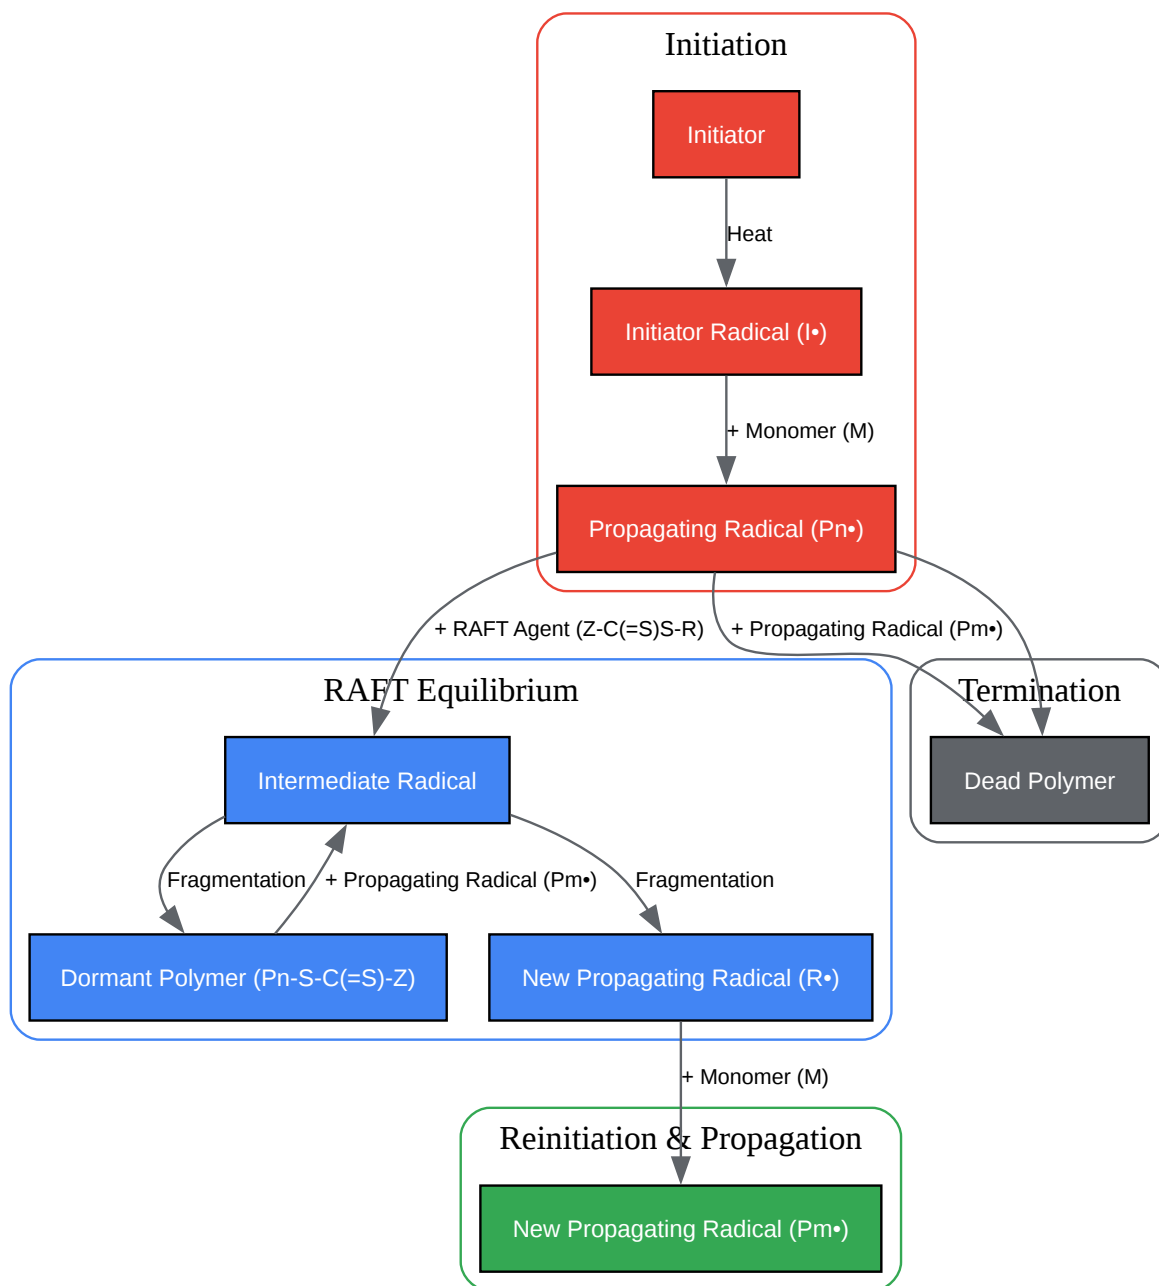 Initiation
Initiator
Heat
Initiator Radical (I•)
+ Monomer (M)
Propagating Radical (Pn•)
+ RAFT Agent (Z-C(=S)S-R)
+ Propagating Radical (Pm•)
RAFT Equilibrium
Termination
Intermediate Radical
Dead Polymer
Fragmentation
+ Propagating Radical (Pm•)
Fragmentation
Dormant Polymer (Pn-S-C(=S)-Z)
New Propagating Radical (R•)
+ Monomer (M)
Reinitiation & Propagation
New Propagating Radical (Pm•)